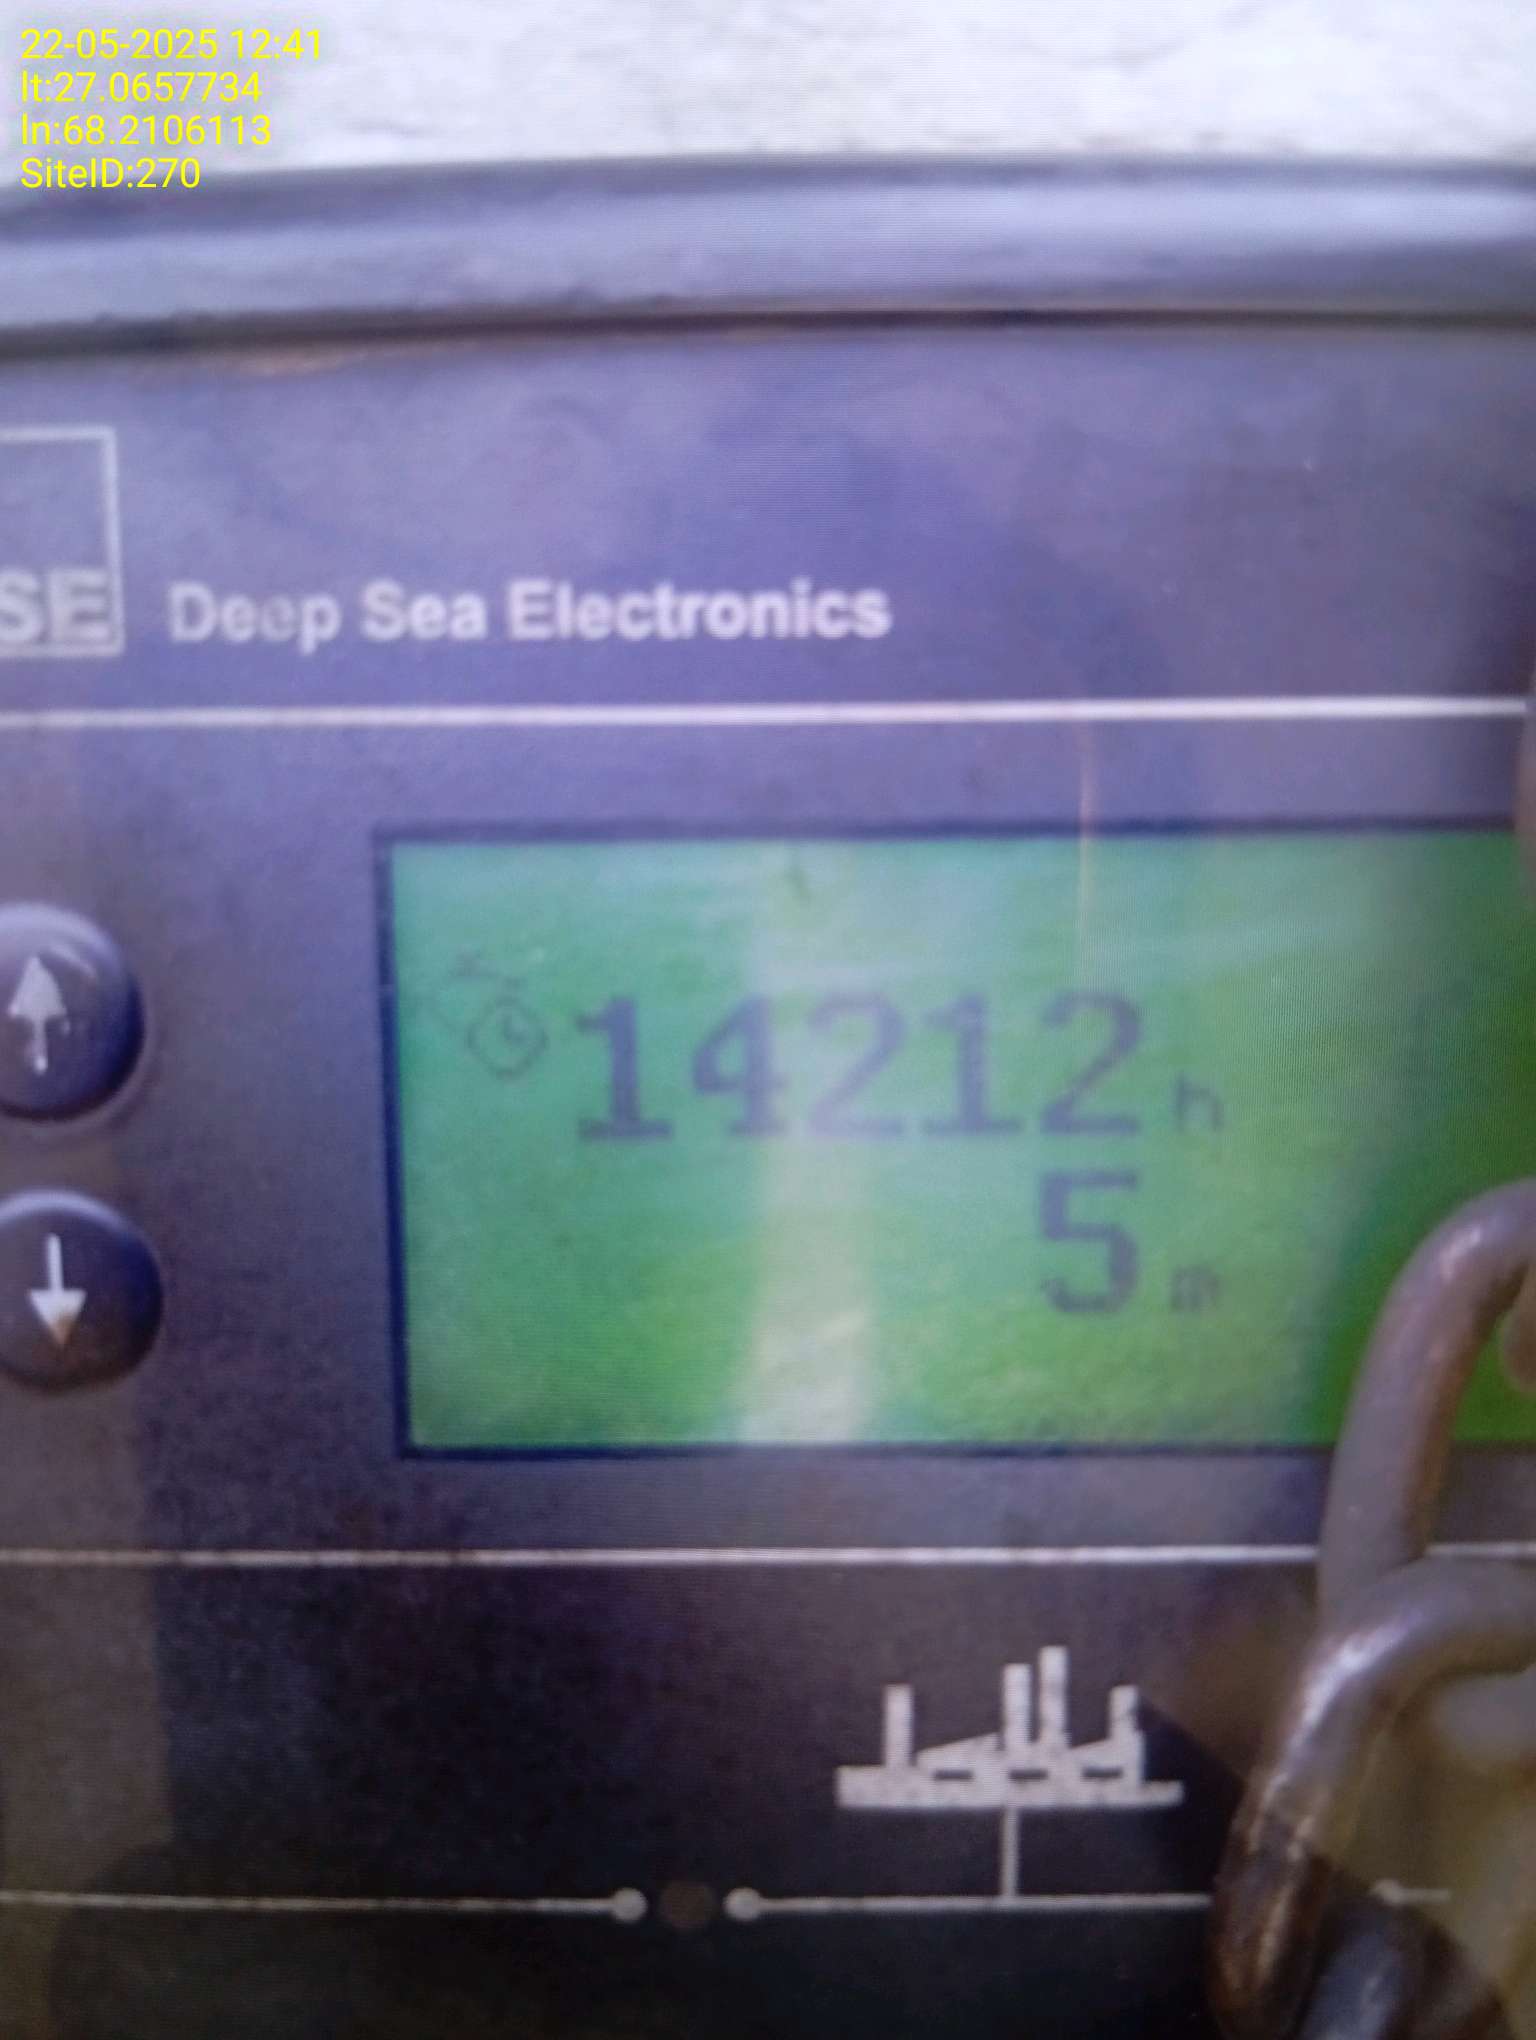 22-05-2025 12:41
lt:27.0657734
ln:68.2106113
SiteID:270
SE Deep Sea Electronics
14212 h
5 m